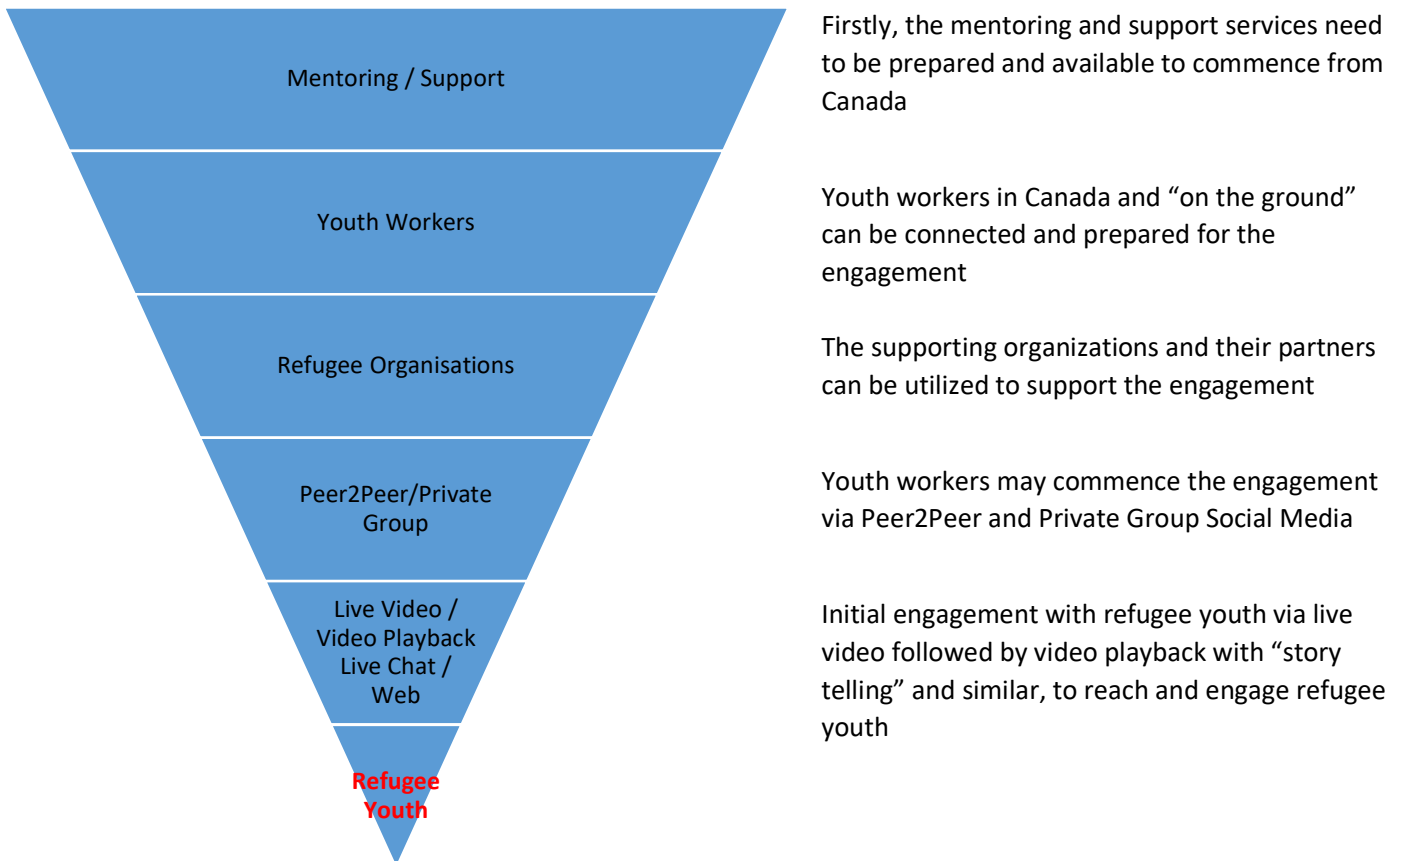 Mentoring / Support
Firstly, the mentoring and support services need
to be prepared and available to commence from
Canada
Youth Workers
Youth workers in Canada and “on the ground”
can be connected and prepared for the
engagement
Refugee Organisations
The supporting organizations and their partners
can be utilized to support the engagement
Peer2Peer/Private
Group
Youth workers may commence the engagement
via Peer2Peer and Private Group Social Media
Live Video /
Video Playback
Live Chat /
Web
Initial engagement with refugee youth via live
video followed by video playback with “story
telling” and similar, to reach and engage refugee
youth
Refugee
Youth